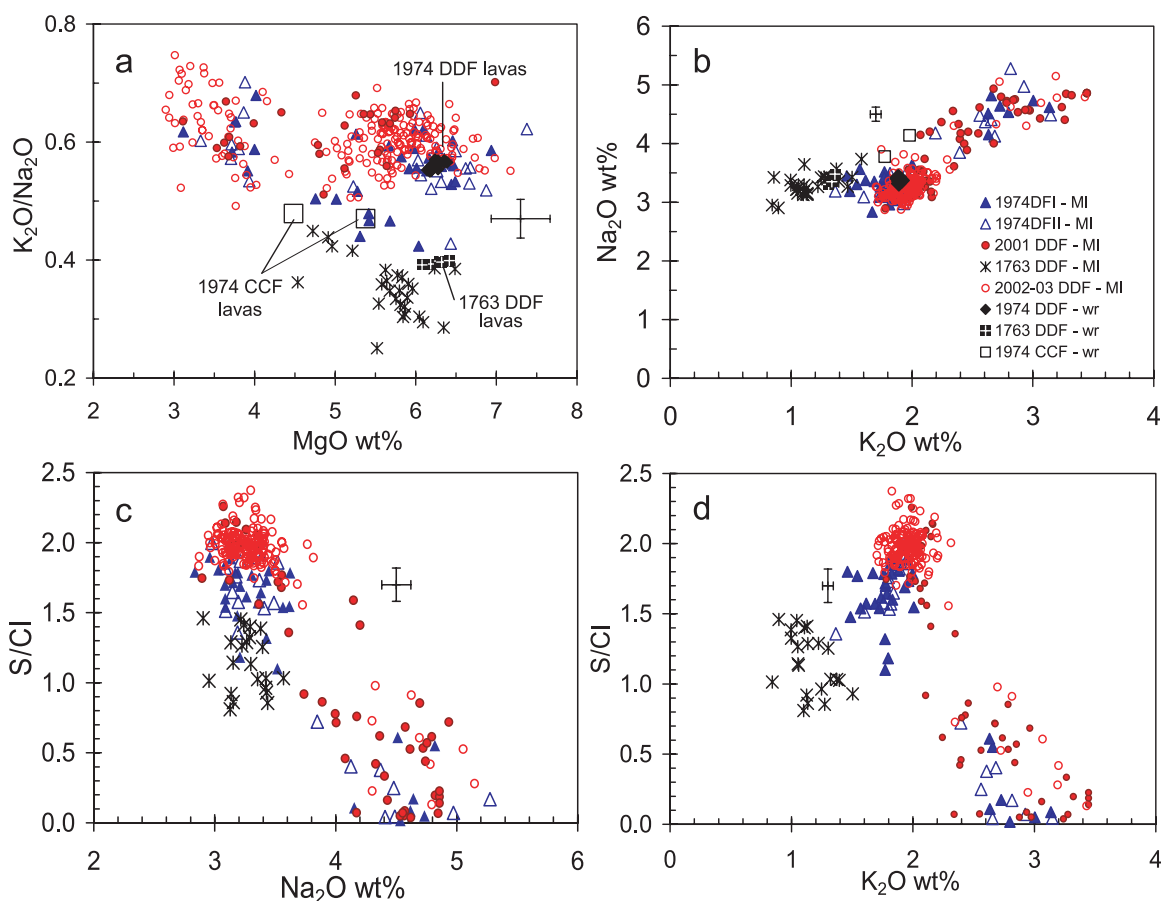 a
0.8
0.6
0.4
0.2
K₂O/Na₂O
2
3
4
5
6
7
8
MgO wt%
1974 DDF lavas
1974 CCF
lavas
1763 DDF
lavas
b
6
5
4
3
2
1
0
Na₂O wt%
0
1
2
3
4
K₂O wt%
1974DFI - MI
1974DFII - MI
2001 DDF - MI
1763 DDF - MI
2002-03 DDF - MI
1974 DDF - wr
1763 DDF - wr
1974 CCF - wr
c
2.5
2.0
1.5
1.0
0.5
0.0
S/Cl
2
3
4
5
6
Na₂O wt%
d
2.5
2.0
1.5
1.0
0.5
0.0
S/Cl
0
1
2
3
4
K₂O wt%